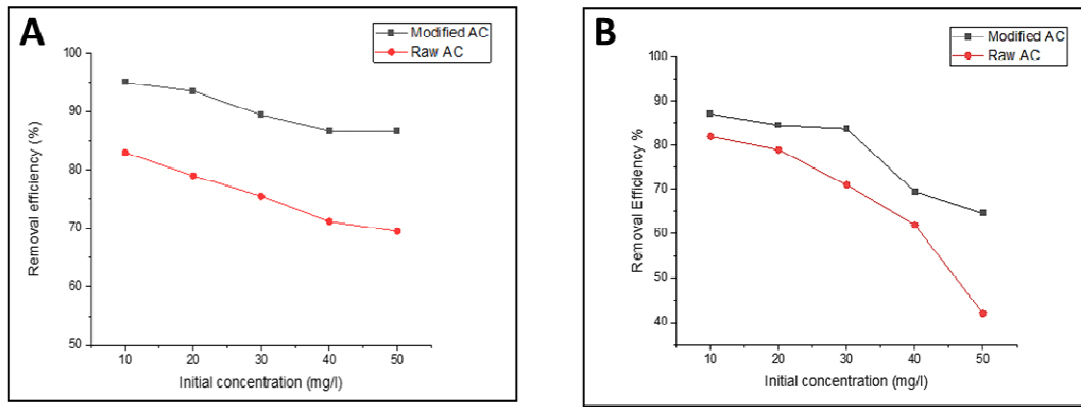 A
Modified AC
Raw AC
100
90
80
70
60
50
Removal efficiency (%)
10 20 30 40 50
Initial concentration (mg/l)
B
Modified AC
Raw AC
100
90
80
70
60
50
40
Removal Efficiency %
10 20 30 40 50
Initial concentration (mg/l)